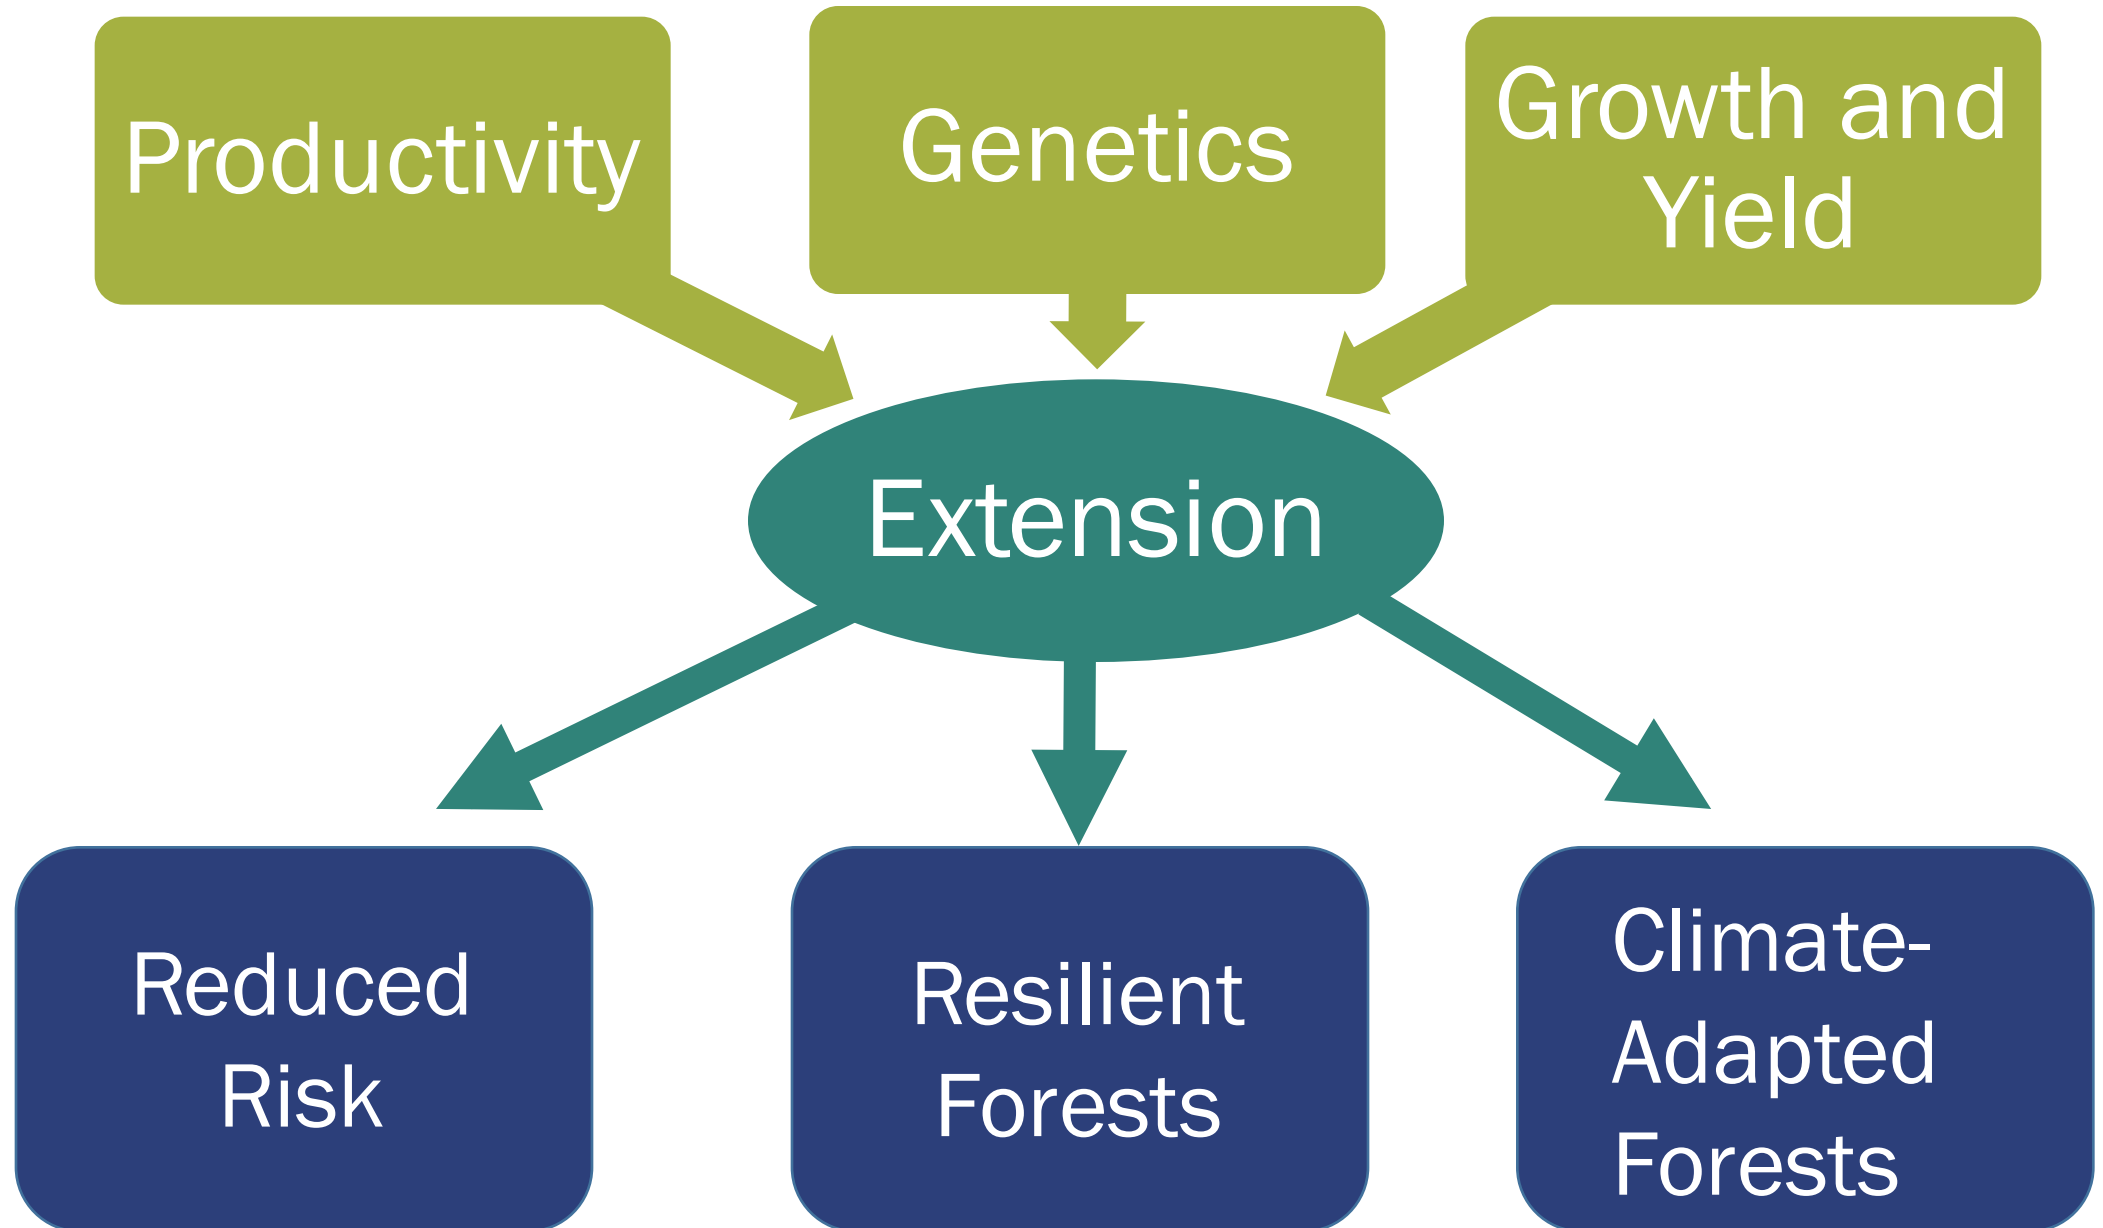 Productivity
Genetics
Growth and
Yield
Extension
Reduced
Risk
Resilient
Forests
Climate-
Adapted
Forests